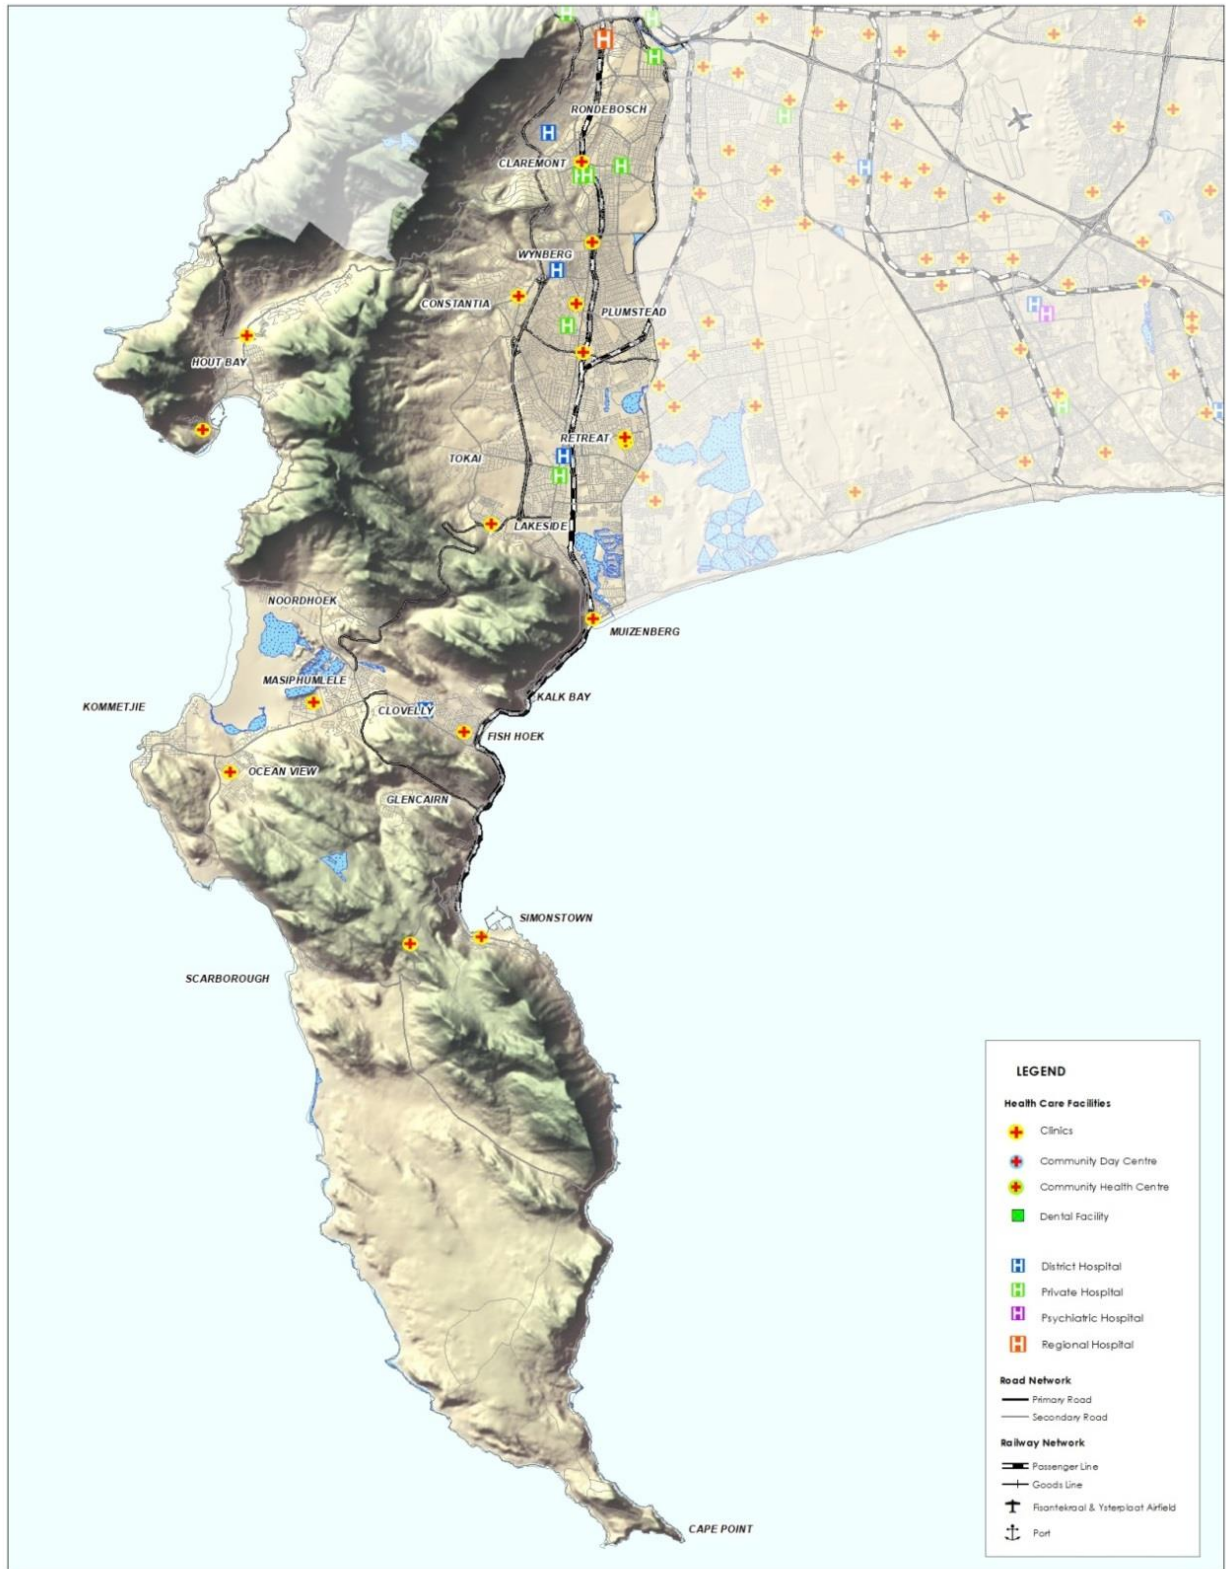 RONDEBOSCH
CLAREMONT
WYNBERG
CONSTANTIA
PLUMSTEAD
HOUT BAY
RETREAT
TOKAI
LAKESIDE
NOORDHOEK
MUIZENBERG
MASIPHUMLELE
KALK BAY
KOMMETJIE
CLOVELLY
FISH HOEK
OCEAN VIEW
GLENCAIRN
SIMONSTOWN
SCARBOROUGH
CAPE POINT
LEGEND
Health Care Facilities
Clinics
Community Day Centre
Community Health Centre
Dental Facility
H District Hospital
H Private Hospital
H Psychiatric Hospital
H Regional Hospital
Road Network
Primary Road
Secondary Road
Railway Network
Passenger Line
Goods Line
Fisantekraal & Ysterplaat Airfield
Port